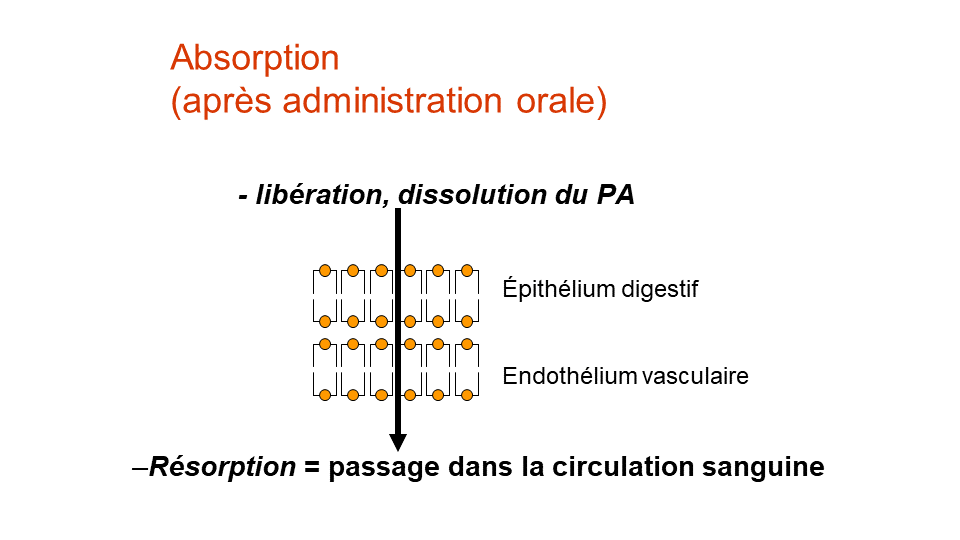 Absorption
(après administration orale)
- libération, dissolution du PA
Épithélium digestif
Endothélium vasculaire
–Résorption = passage dans la circulation sanguine